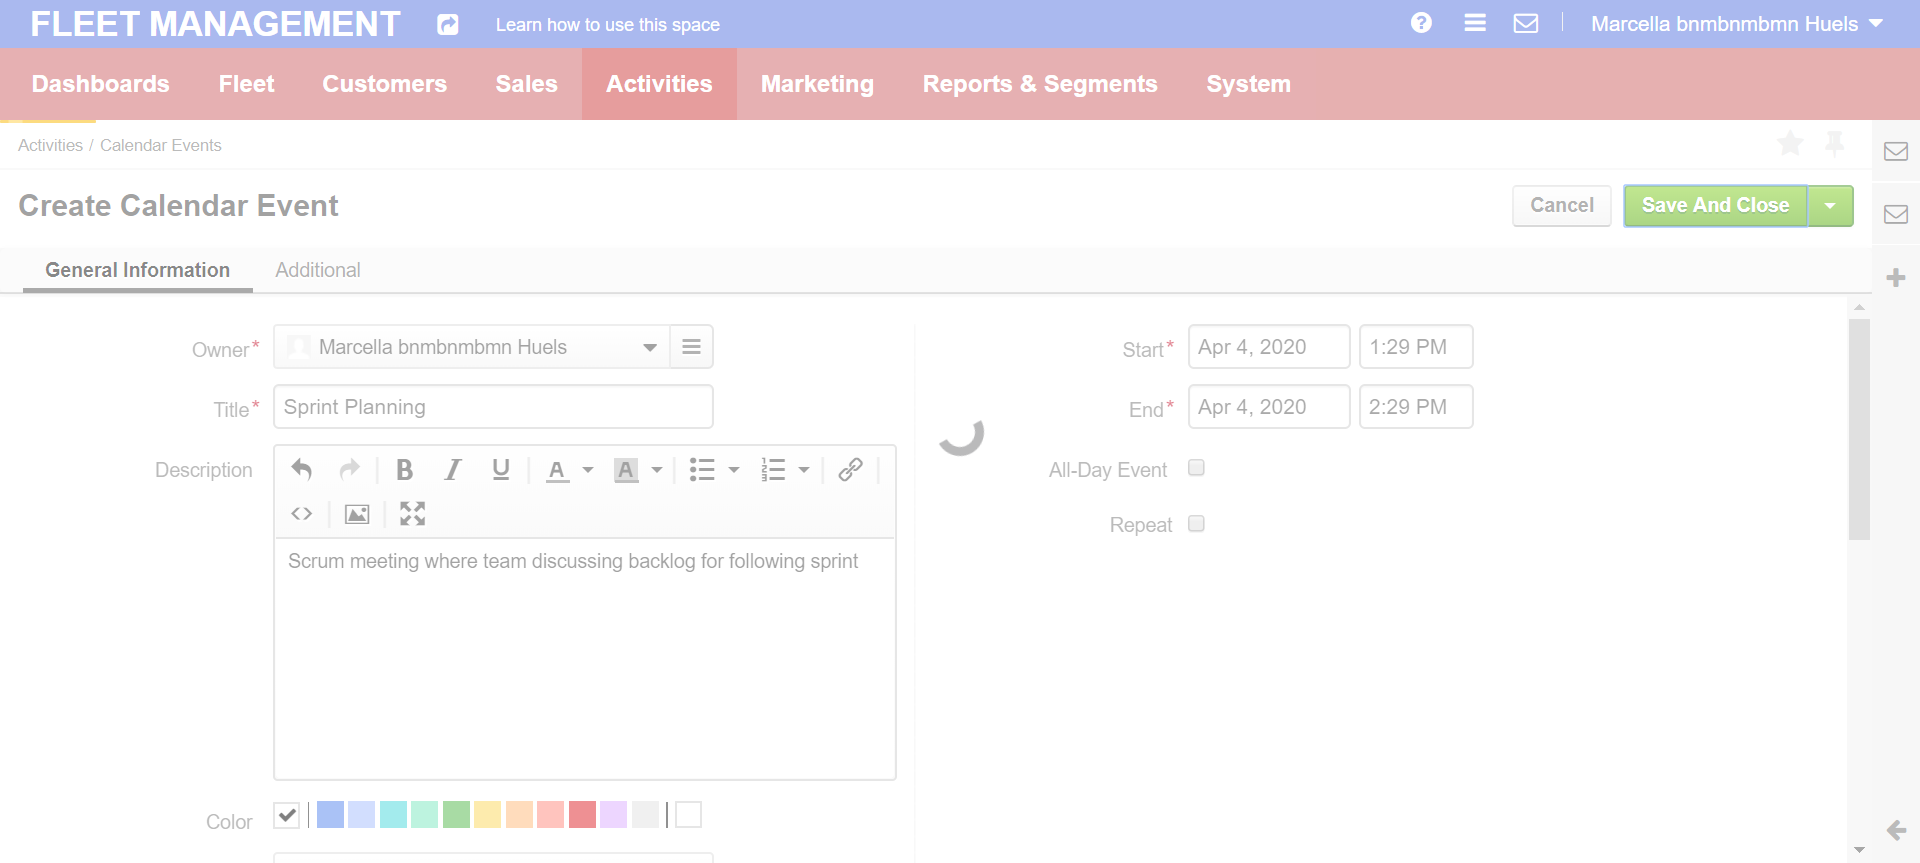 FLEET MANAGEMENT Learn how to use this space Marcella bnmbnmbmn Huels
Dashboards Fleet Customers Sales Activities Marketing Reports & Segments System
Activities / Calendar Events
Create Calendar Event Cancel Save And Close
General Information Additional
Owner* Marcella bnmbnmbmn Huels
Title* Sprint Planning
Description
B I U A A
Scrum meeting where team discussing backlog for following sprint
Color
Start* Apr 4, 2020 1:29 PM
End* Apr 4, 2020 2:29 PM
All-Day Event
Repeat